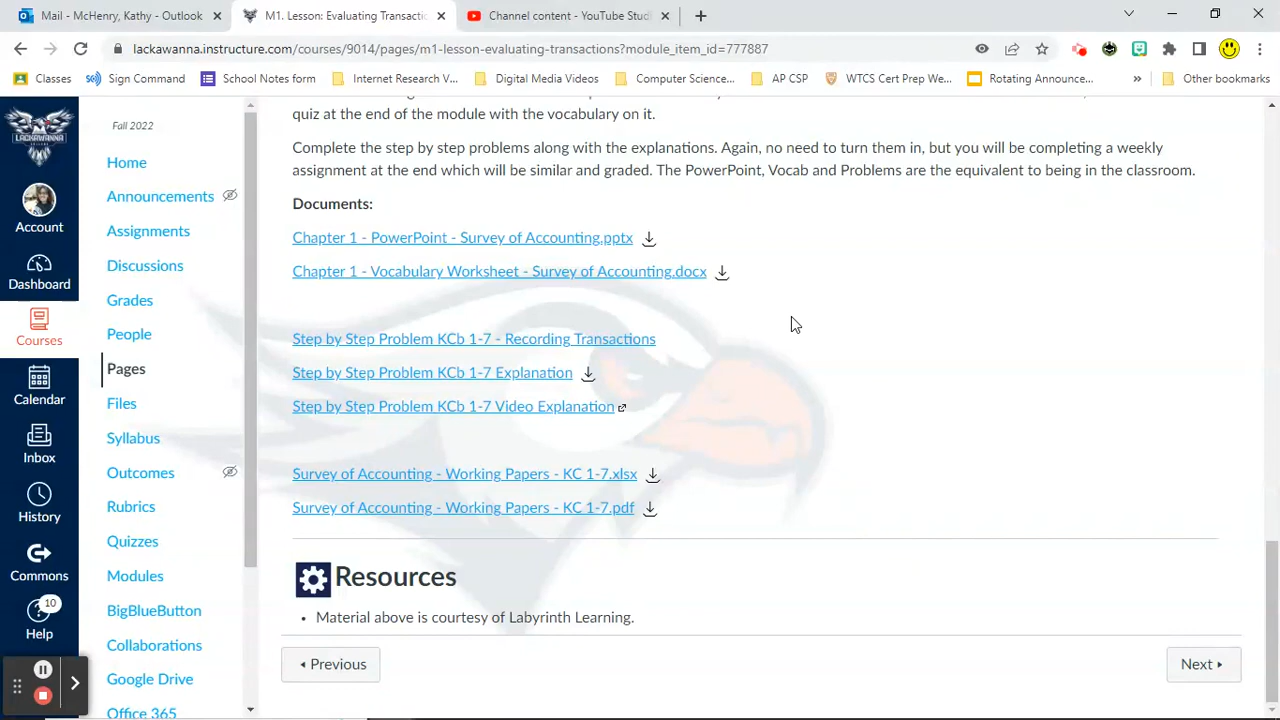 Mail - McHenry, Kathy - Outlook
M1. Lesson: Evaluating Transacti
Channel content - YouTube Stud
lackawanna.instructure.com/courses/9014/pages/m1-lesson-evaluating-transactions?module_item_id=777887
Classes
Sign Command
School Notes form
Internet Research V...
Digital Media Videos
Computer Science...
AP CSP
WTCS Cert Prep We...
Rotating Announce...
»
Other bookmarks
LACKAWANNA
Account
Dashboard
Courses
Calendar
Inbox
History
Commons
10
Help
Fall 2022
Home
Announcements
Assignments
Discussions
Grades
People
Pages
Files
Syllabus
Outcomes
Rubrics
Quizzes
Modules
BigBlueButton
Collaborations
Google Drive
Office 365
quiz at the end of the module with the vocabulary on it.
Complete the step by step problems along with the explanations. Again, no need to turn them in, but you will be completing a weekly
assignment at the end which will be similar and graded. The PowerPoint, Vocab and Problems are the equivalent to being in the classroom.
Documents:
Chapter 1 - PowerPoint - Survey of Accounting.pptx
Chapter 1 - Vocabulary Worksheet - Survey of Accounting.docx
Step by Step Problem KCb 1-7 - Recording Transactions
Step by Step Problem KCb 1-7 Explanation
Step by Step Problem KCb 1-7 Video Explanation
Survey of Accounting - Working Papers - KC 1-7.xlsx
Survey of Accounting - Working Papers - KC 1-7.pdf
Resources
• Material above is courtesy of Labyrinth Learning.
Previous
Next